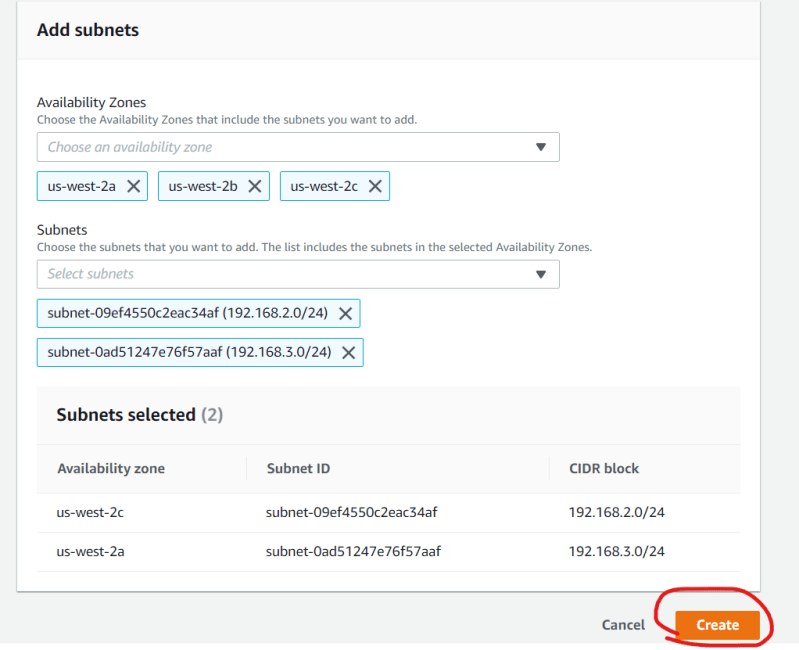 Add subnets
Availability Zones
Choose the Availability Zones that include the subnets you want to add.
Choose an availability zone
us-west-2a us-west-2b us-west-2c
Subnets
Choose the subnets that you want to add. The list includes the subnets in the selected Availability Zones.
Select subnets
subnet-09ef4550c2eac34af (192.168.2.0/24)
subnet-0ad51247e76f57aaf (192.168.3.0/24)
Subnets selected (2)
Availability zone Subnet ID CIDR block
us-west-2c subnet-09ef4550c2eac34af 192.168.2.0/24
us-west-2a subnet-0ad51247e76f57aaf 192.168.3.0/24
Cancel Create